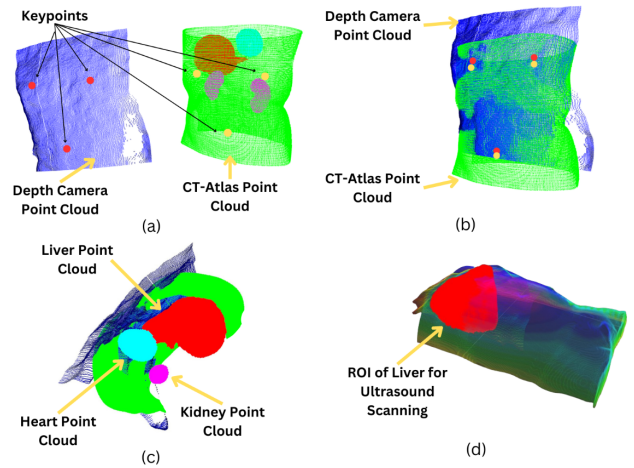 Keypoints
Depth Camera
Point Cloud
CT-Atlas Point
Cloud
(a)
Depth Camera
Point Cloud
CT-Atlas Point
Cloud
(b)
Liver Point
Cloud
Heart Point
Cloud
Kidney Point
Cloud
(c)
ROI of Liver for
Ultrasound
Scanning
(d)